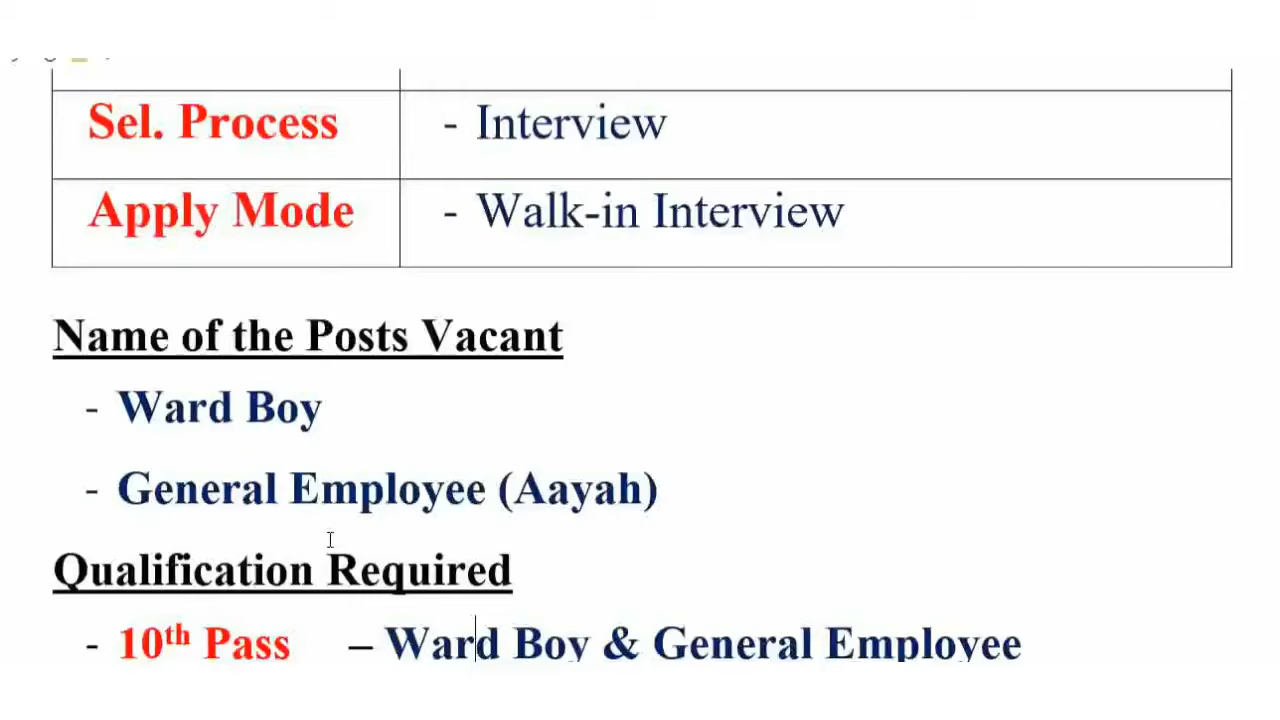 Sel. Process - Interview
Apply Mode - Walk-in Interview
Name of the Posts Vacant
- Ward Boy
- General Employee (Aayah)
Qualification Required
- 10th Pass – Ward Boy & General Employee